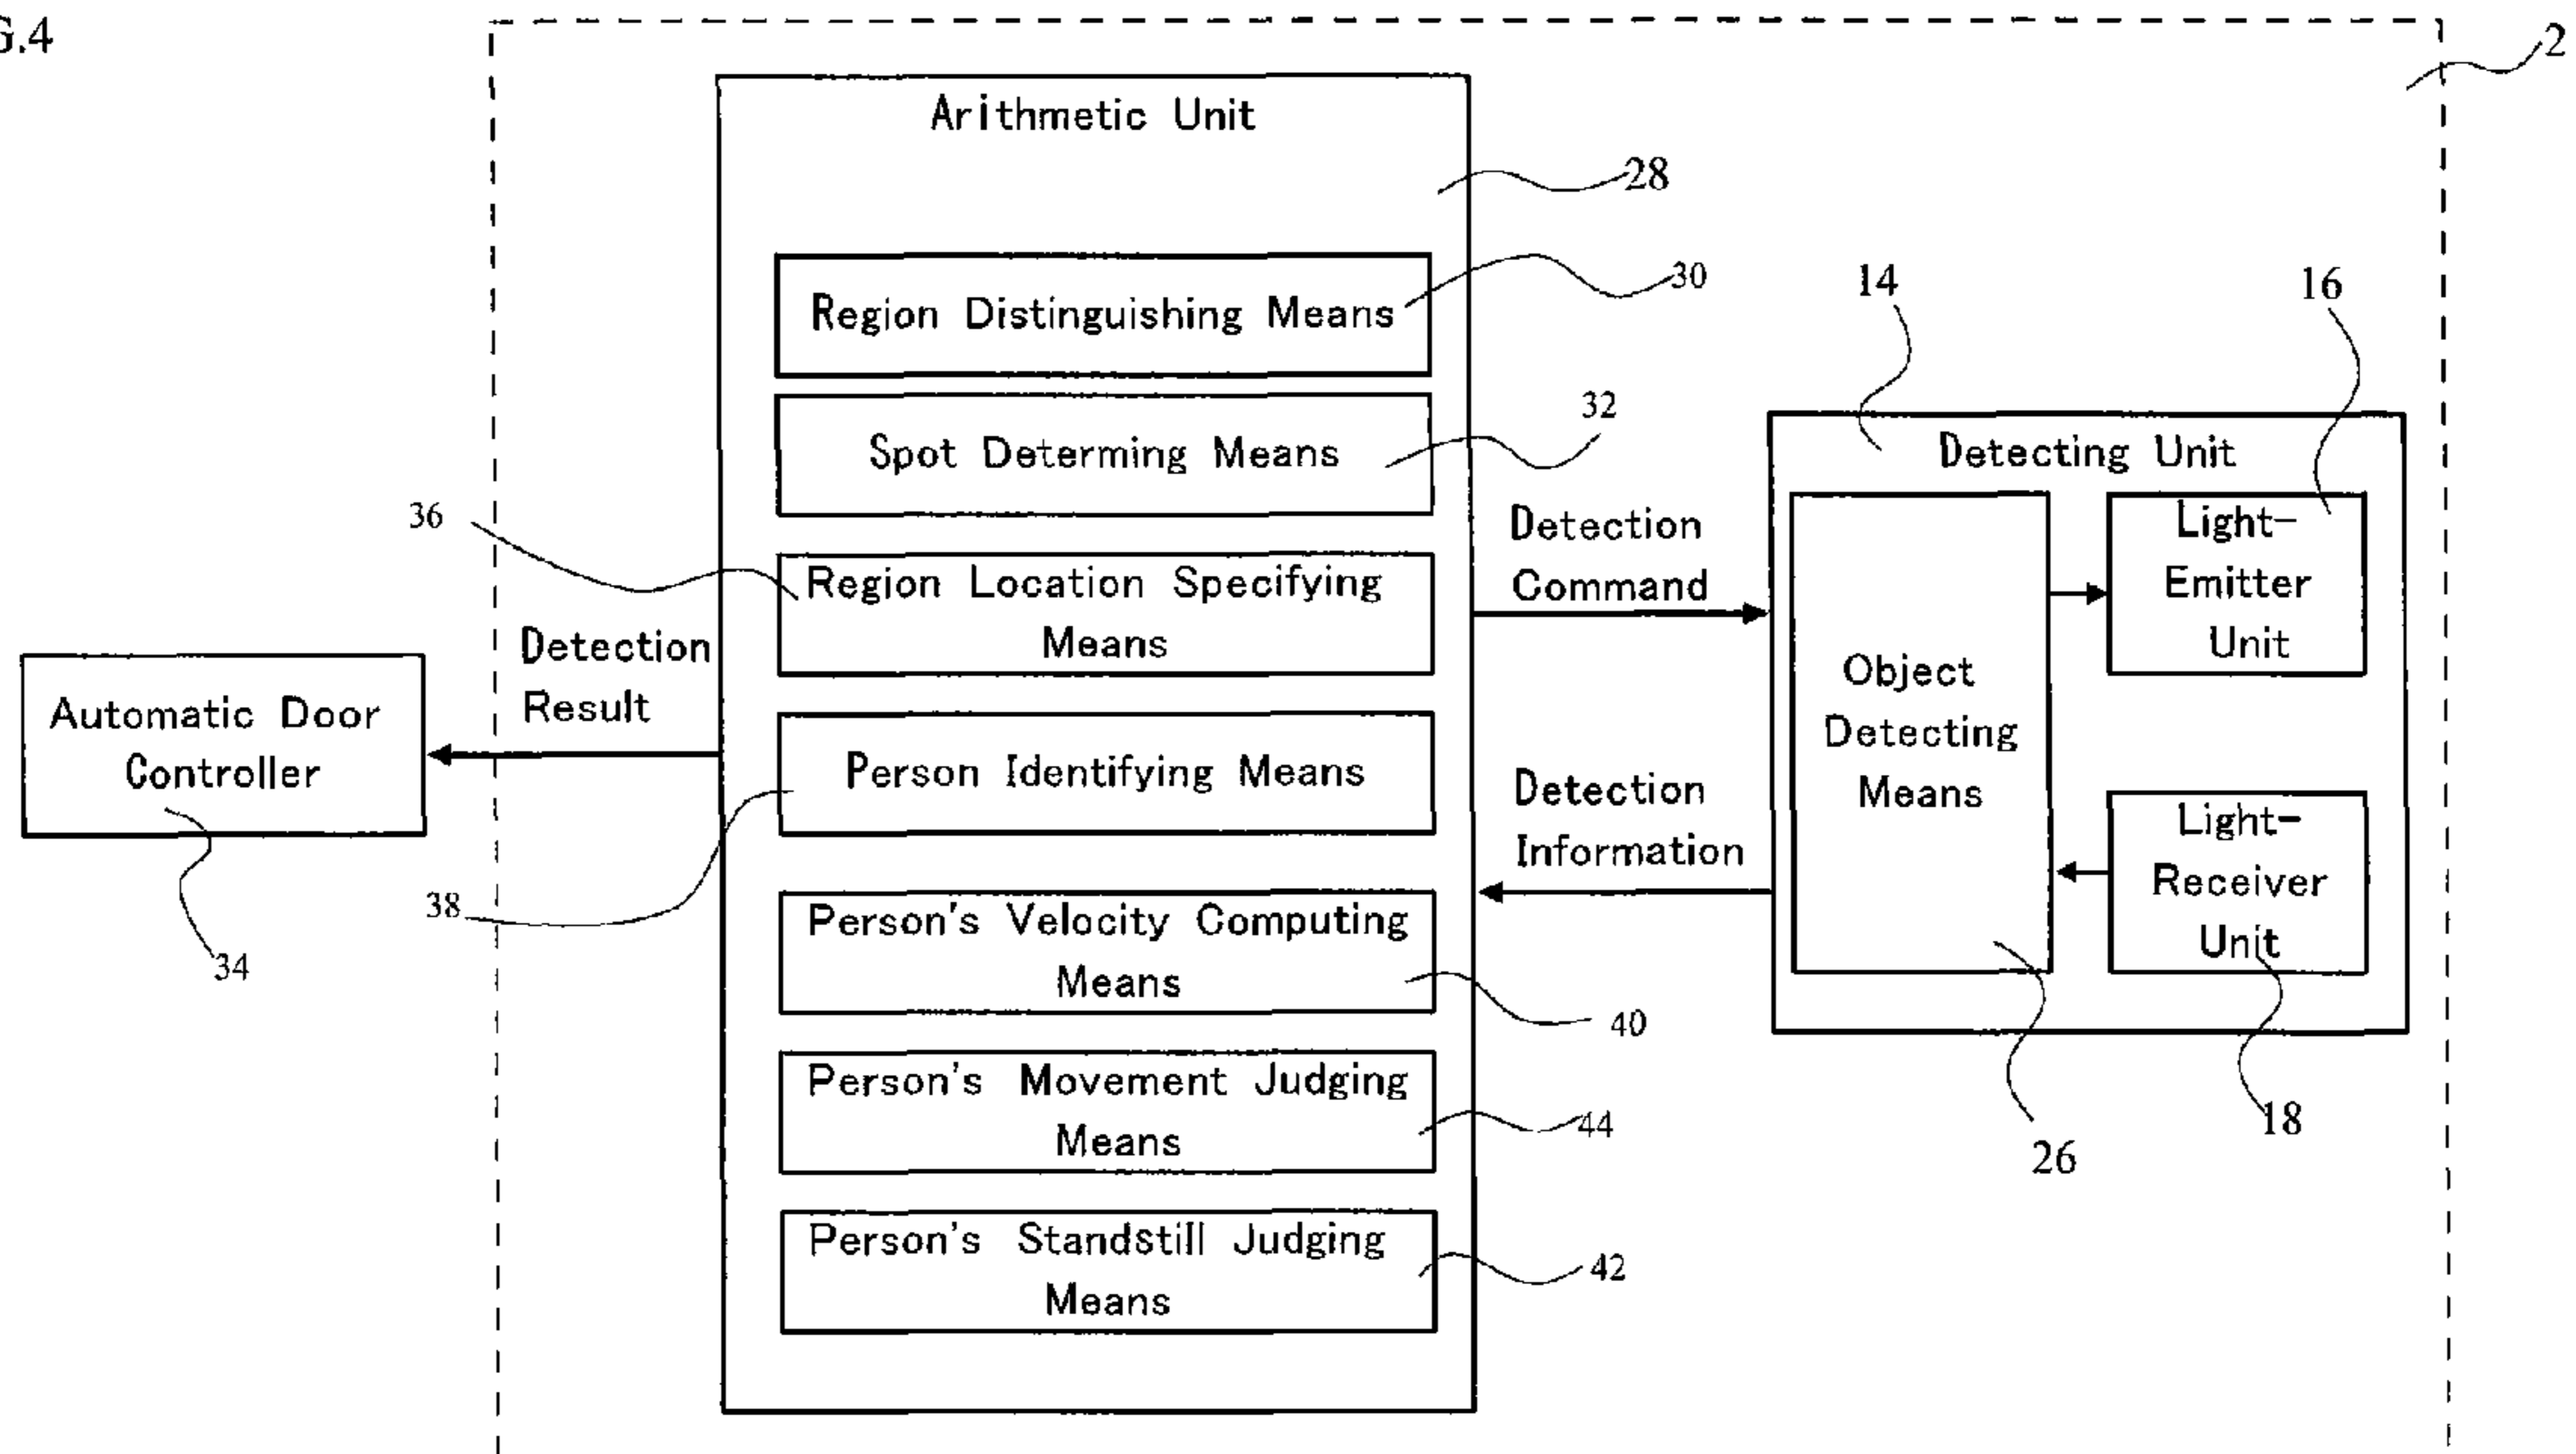 G.4
2
Arithmetic Unit
28
Region Distinguishing Means
30
Spot Determing Means
32
36
Region Location Specifying
Means
Person Identifying Means
38
Person's Velocity Computing
Means
40
Person's Movement Judging
Means
44
Person's Standstill Judging
Means
42
Detection
Result
Automatic Door
Controller
34
Detection
Command
Detection
Information
14
16
Detecting Unit
Object
Detecting
Means
Light-
Emitter
Unit
Light-
Receiver
Unit
26
18